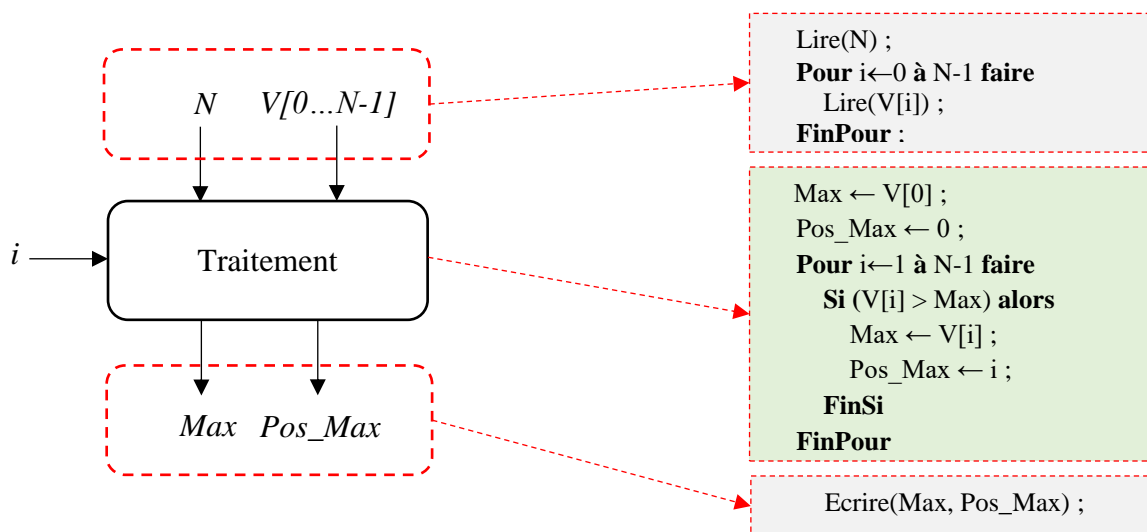 N V[0…N-1]
i
Traitement
Max Pos_Max
Lire(N) ;
Pour i←0 à N-1 faire
Lire(V[i]) ;
FinPour :
Max ← V[0] ;
Pos_Max ← 0 ;
Pour i←1 à N-1 faire
Si (V[i] > Max) alors
Max ← V[i] ;
Pos_Max ← i ;
FinSi
FinPour
Ecrire(Max, Pos_Max) ;